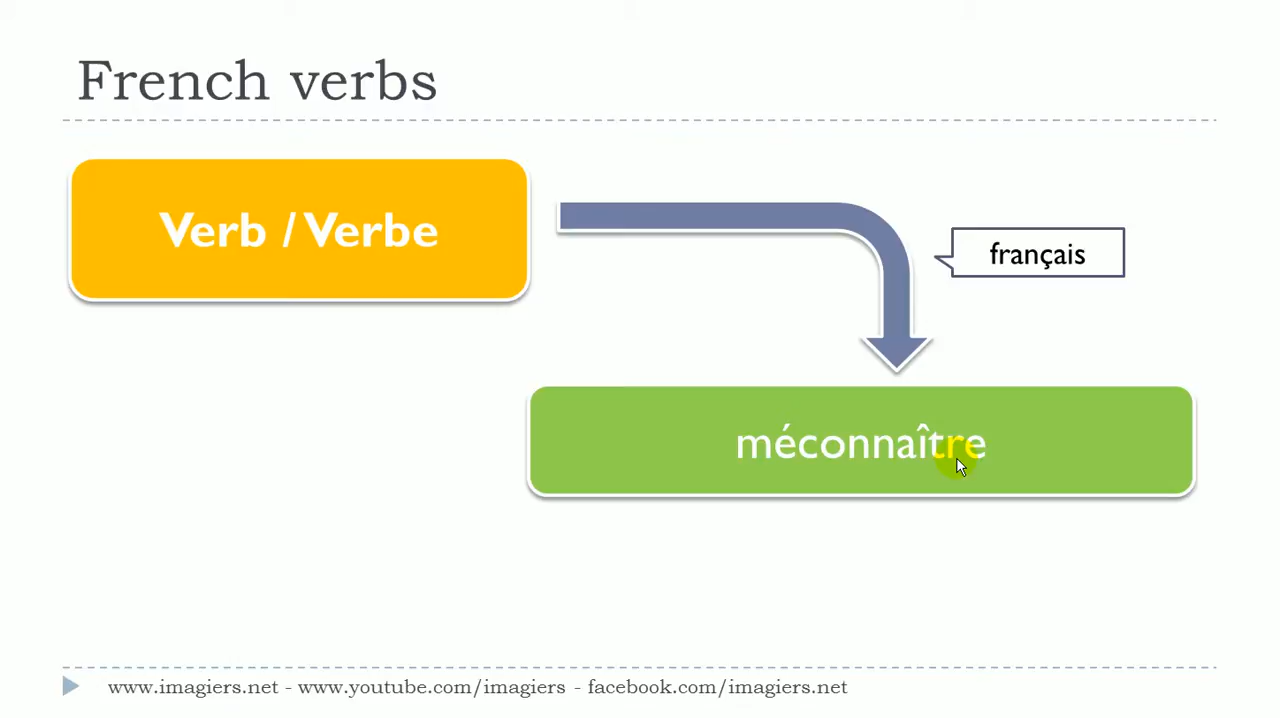 French verbs
Verb / Verbe
français
méconnaître
www.imagiers.net - www.youtube.com/imagiers - facebook.com/imagiers.net